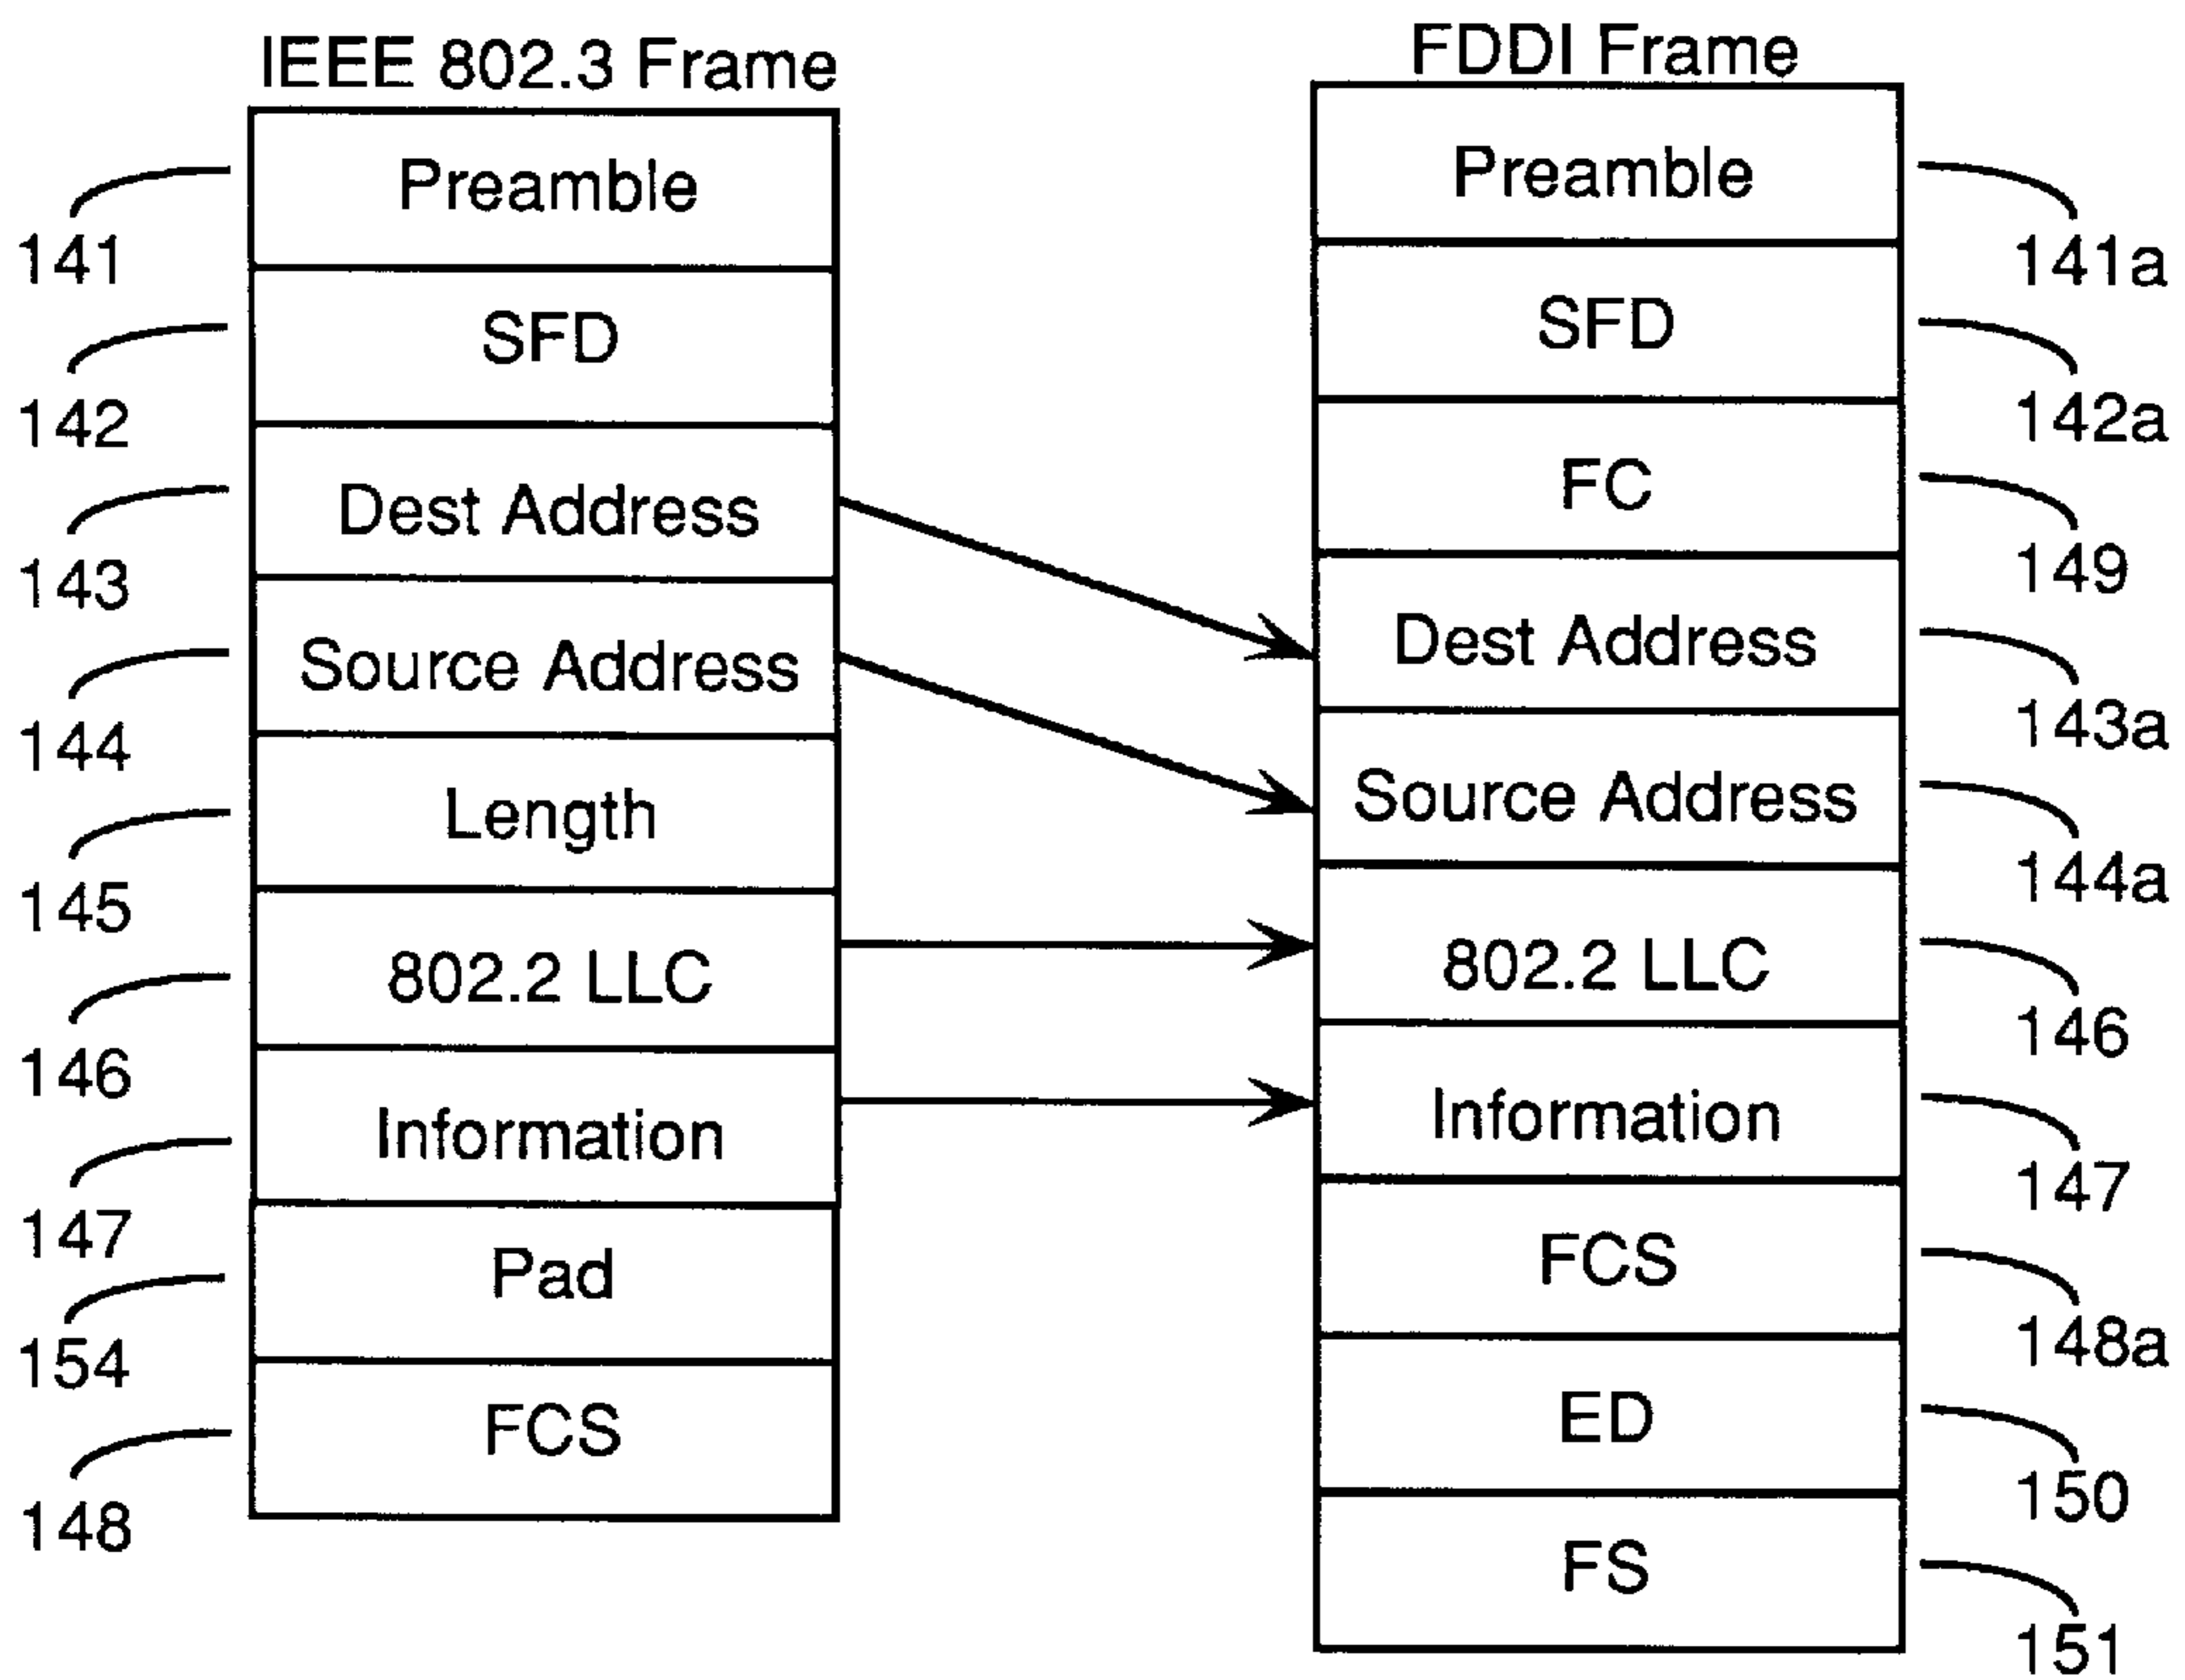 IEEE 802.3 Frame
Preamble
141
SFD
142
Dest Address
143
Source Address
144
Length
145
802.2 LLC
146
Information
147
Pad
154
FCS
148
FDDI Frame
Preamble
141a
SFD
142a
FC
149
Dest Address
143a
Source Address
144a
802.2 LLC
146
Information
147
FCS
148a
ED
150
FS
151